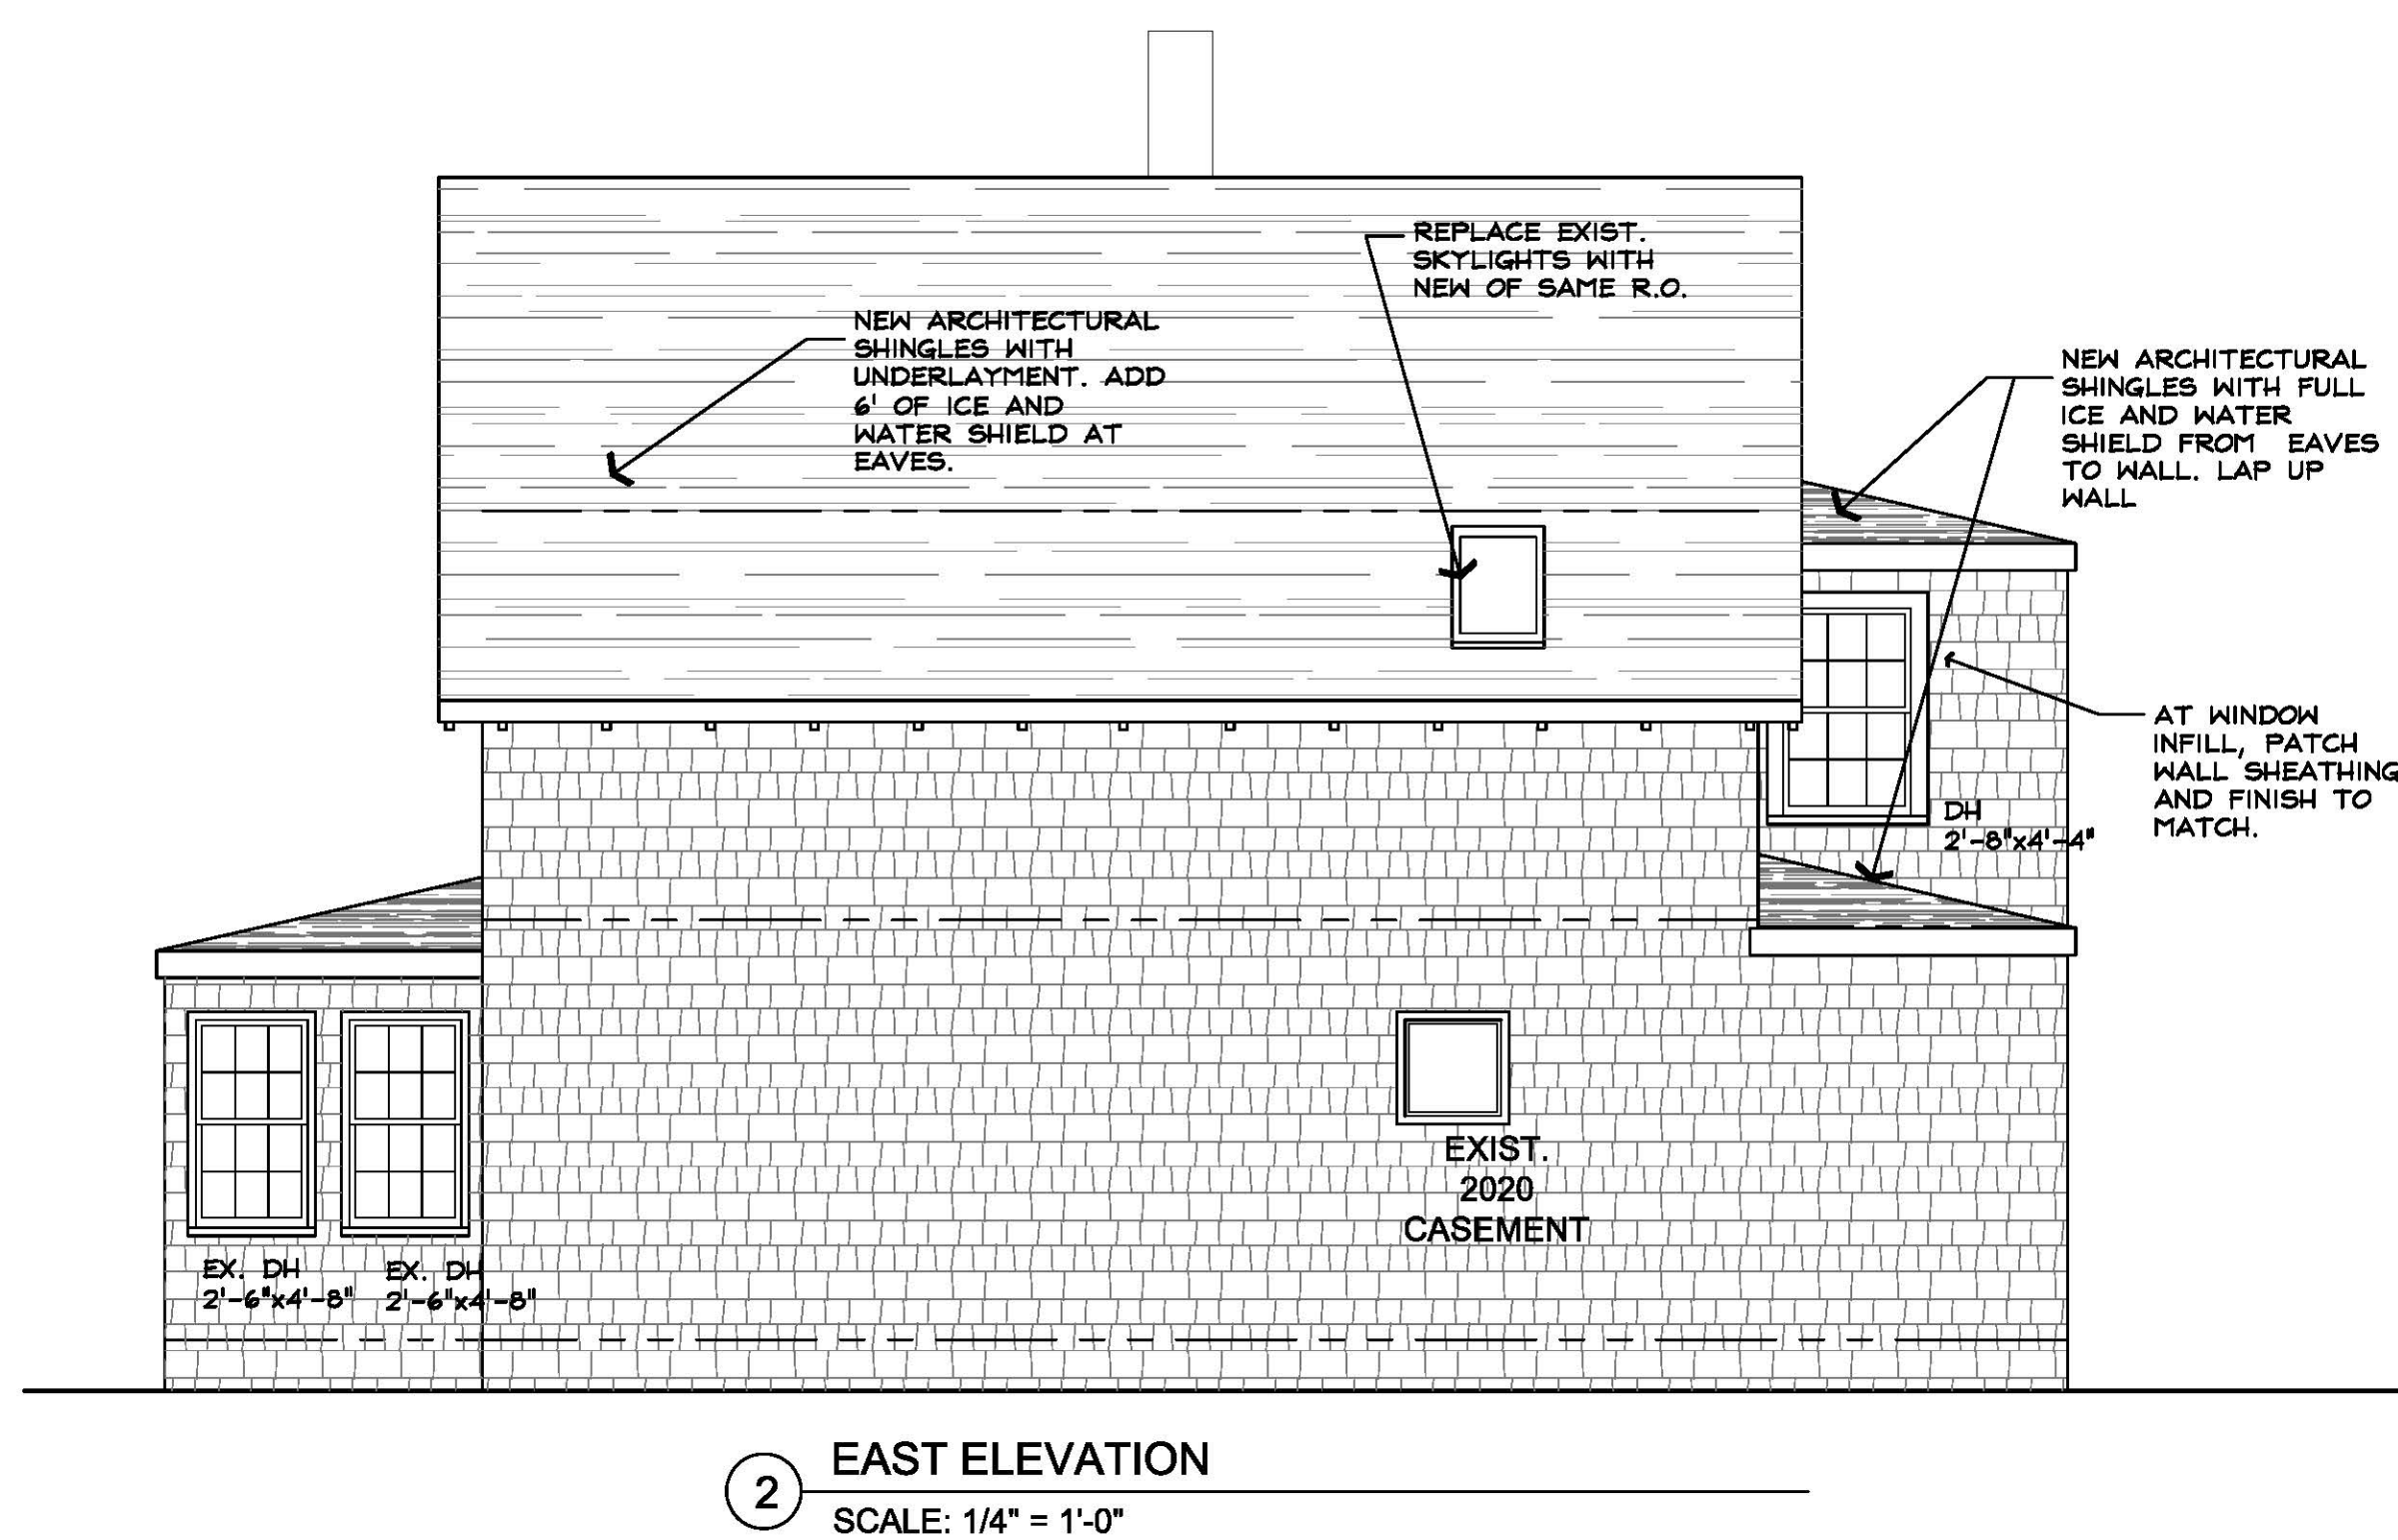 REPLACE EXIST.
SKYLIGHTS WITH
NEW OF SAME R.O.
NEW ARCHITECTURAL
SHINGLES WITH
UNDERLAYMENT. ADD
6' OF ICE AND
WATER SHIELD AT
EAVES.
NEW ARCHITECTURAL
SHINGLES WITH FULL
ICE AND WATER
SHIELD FROM EAVES
TO WALL. LAP UP
WALL
AT WINDOW
INFILL, PATCH
WALL SHEATHING
AND FINISH TO
MATCH.
DH
2'-8"x4'-4"
EXIST.
2020
CASEMENT
EX. DH
2'-6"x4'-8"
EX. DH
2'-6"x4'-8"
2
EAST ELEVATION
SCALE: 1/4" = 1'-0"